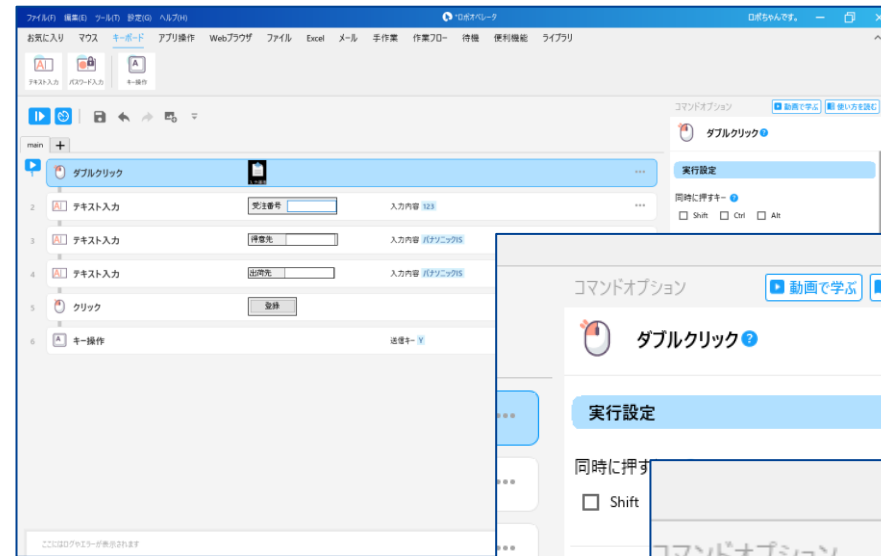 ファイル(F) 編集(E) ツール(T) 設定(G) ヘルプ(H)
*ロボオペレータ
ロボちゃんです。
お気に入り マウス キーボード アプリ操作 Webブラウザ ファイル Excel メール 手作業 作業フロー 待機 便利機能 ライブラリ
テキスト入力 パスワード入力 キー操作
コマンドオプション 動画で学ぶ 使い方を読む
ダブルクリック
main +
実行設定
ダブルクリック
同時に押すキー
Shift Ctrl Alt
2 テキスト入力 受注番号 入力内容 123
3 テキスト入力 得意先 入力内容 パナソニックIS
4 テキスト入力 出荷先 入力内容 パナソニックIS
5 クリック 登録
6 キー操作 送信キー Y
ここにはログやエラーが表示されます
コマンドオプション 動画で学ぶ
ダブルクリック
実行設定
同時に押す
Shift
コマンドオプション